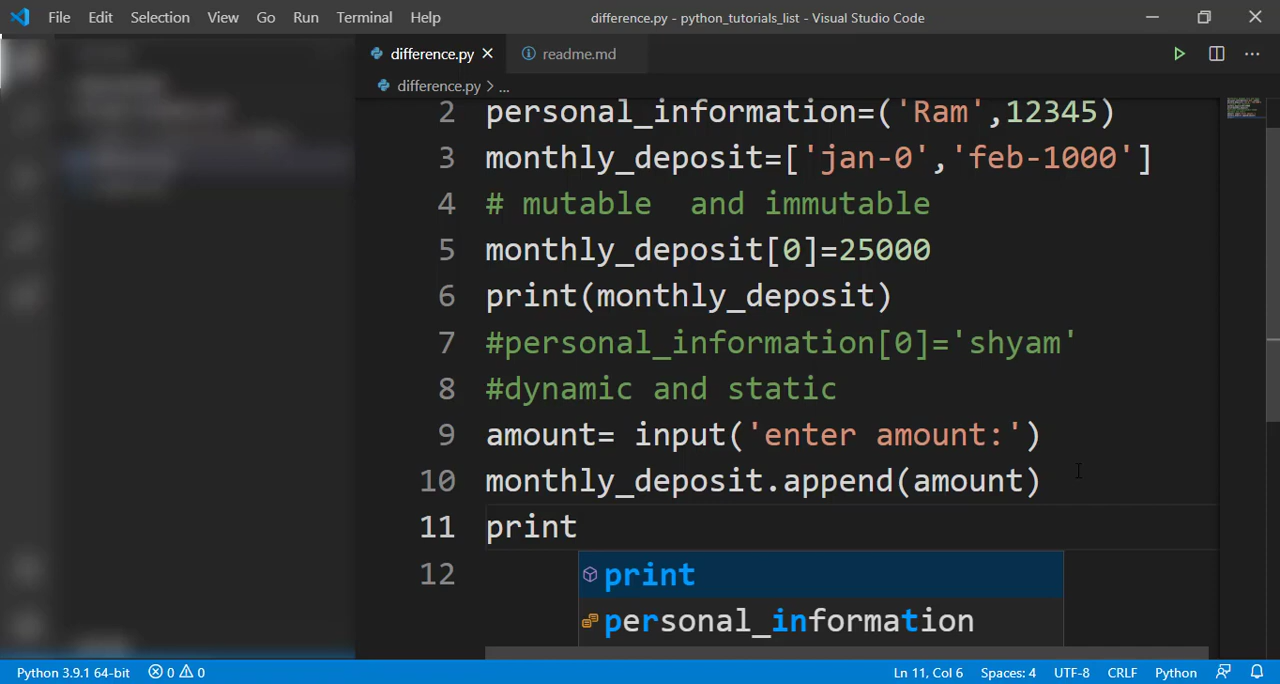 File Edit Selection View Go Run Terminal Help difference.py - python_tutorials_list - Visual Studio Code
difference.py readme.md
difference.py > ...
2 personal_information=('Ram',12345)
3 monthly_deposit=['jan-0','feb-1000']
4 # mutable  and immutable
5 monthly_deposit[0]=25000
6 print(monthly_deposit)
7 #personal_information[0]='shyam'
8 #dynamic and static
9 amount= input('enter amount:')
10 monthly_deposit.append(amount)
11 print
12
print
personal_information
Python 3.9.1 64-bit 0 0 Ln 11, Col 6 Spaces: 4 UTF-8 CRLF Python